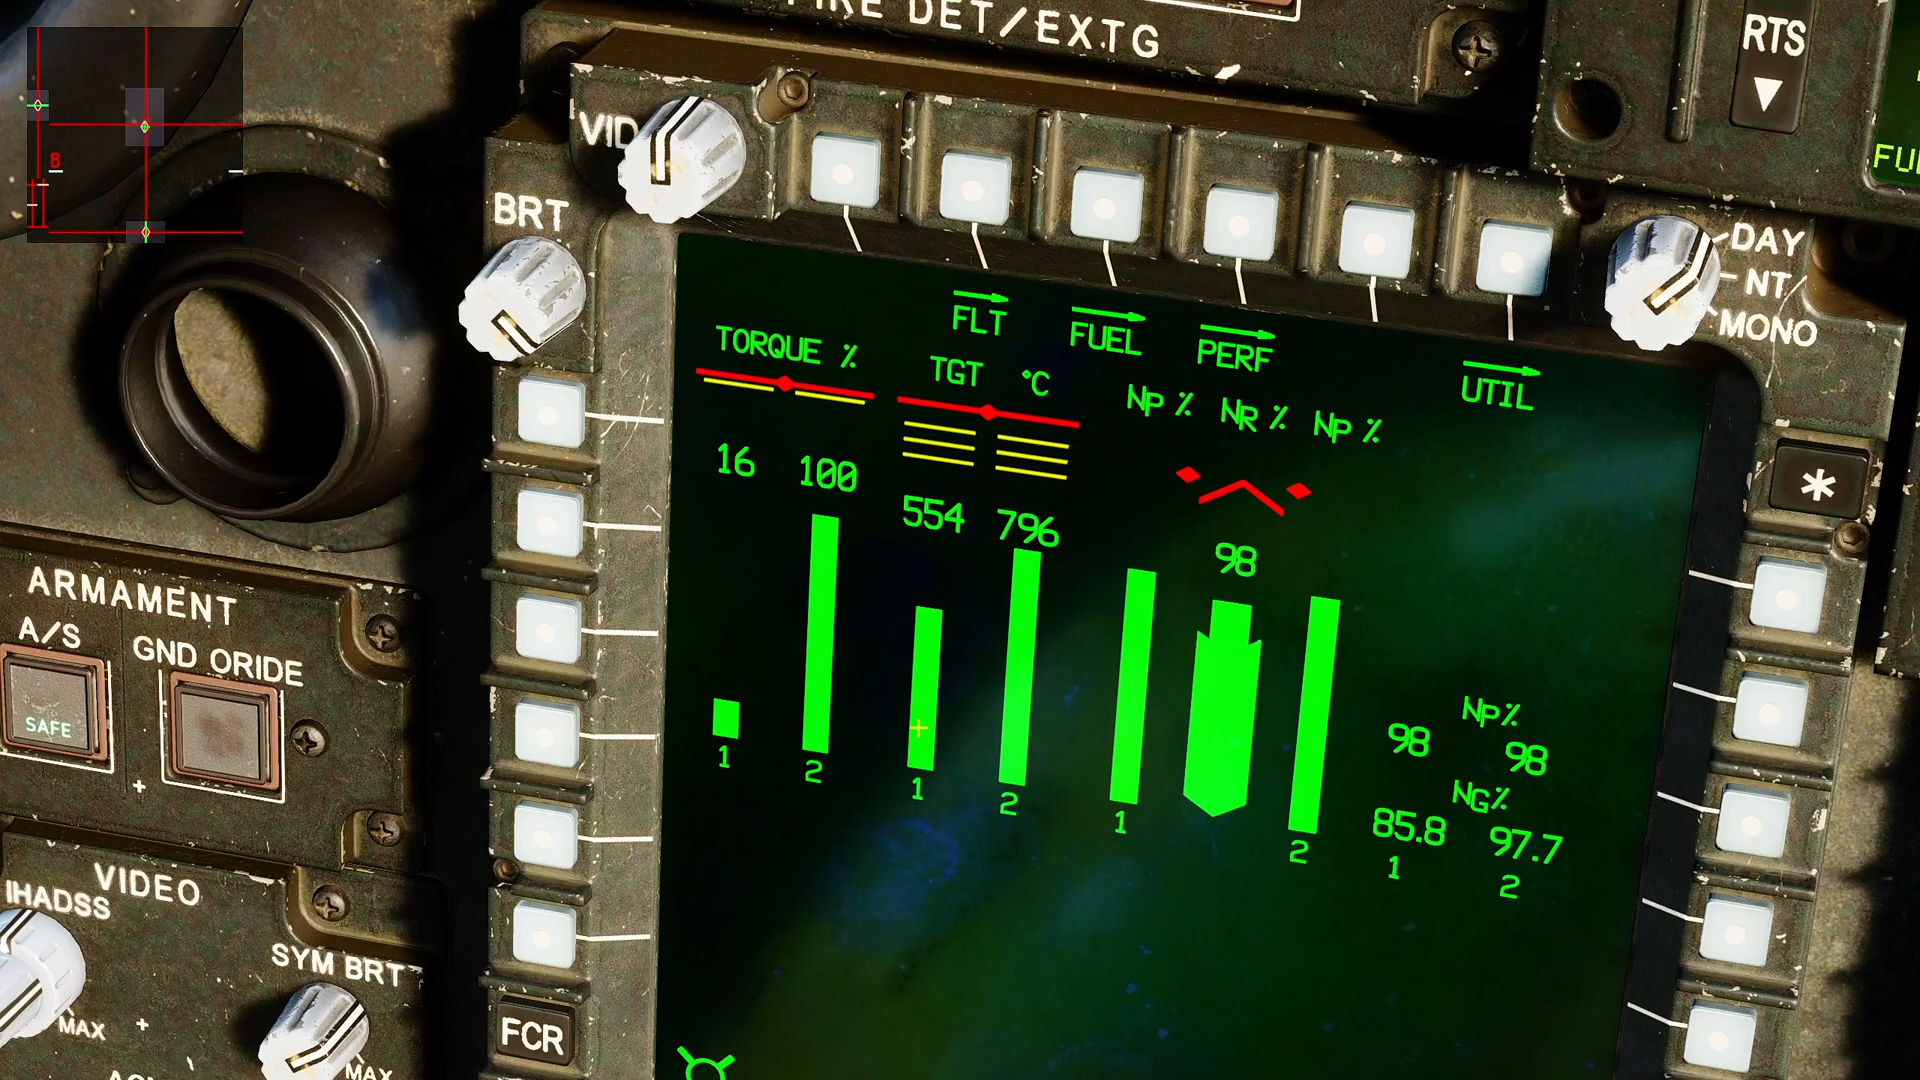 FIRE DET/EXTG
RTS
B
VID
BRT
DAY
NT
MONO
FLT
FUEL
PERF
UTIL
TORQUE %
TGT °C
NP % NR % NP %
16 100
554 796
98
1 2
1 2
1 2
NP%
98 98
NG%
85.8 97.7
1 2
*
ARMAMENT
A/S
GND ORIDE
SAFE
VIDEO
IHADSS
SYM BRT
MAX
MAX
FCR